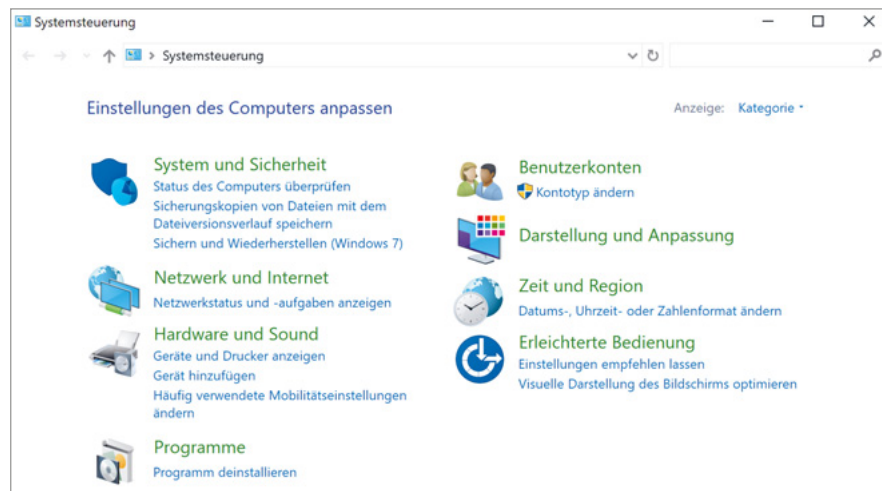 Systemsteuerung
Systemsteuerung
Einstellungen des Computers anpassen
Anzeige: Kategorie
System und Sicherheit
Status des Computers überprüfen
Sicherungskopien von Dateien mit dem
Dateiversionsverlauf speichern
Sichern und Wiederherstellen (Windows 7)
Netzwerk und Internet
Netzwerkstatus und -aufgaben anzeigen
Hardware und Sound
Geräte und Drucker anzeigen
Gerät hinzufügen
Häufig verwendete Mobilitätseinstellungen
ändern
Programme
Programm deinstallieren
Benutzerkonten
Kontotyp ändern
Darstellung und Anpassung
Zeit und Region
Datums-, Uhrzeit- oder Zahlenformat ändern
Erleichterte Bedienung
Einstellungen empfehlen lassen
Visuelle Darstellung des Bildschirms optimieren